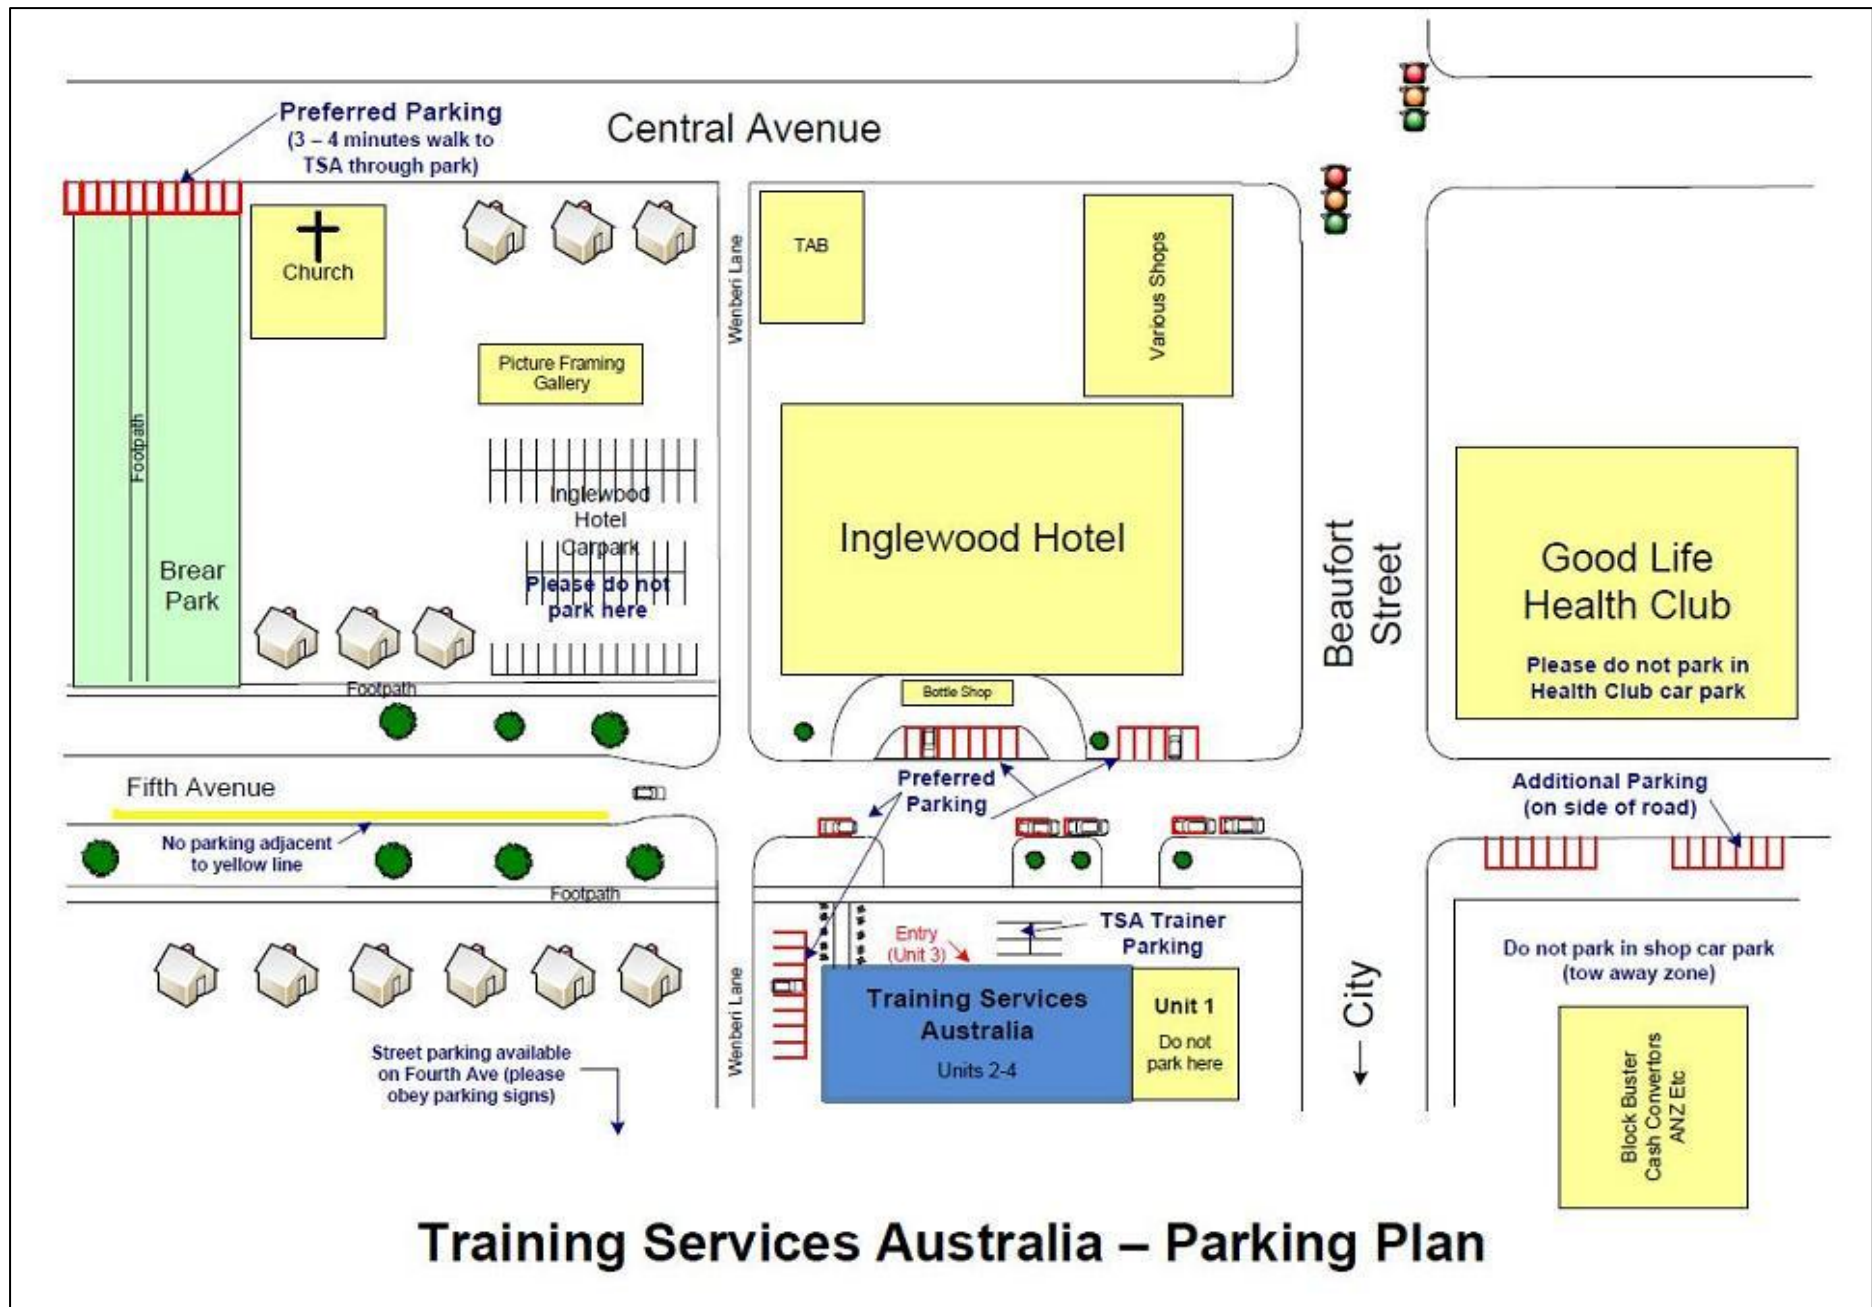 Preferred Parking
(3 – 4 minutes walk to
TSA through park)
Central Avenue
Church
Wenberi Lane
TAB
Various Shops
Picture Framing
Gallery
Footpath
Inglewood
Hotel
Carpark
Please do not
park here
Brear
Park
Inglewood Hotel
Beaufort
Street
Good Life
Health Club
Please do not park in
Health Club car park
Footpath
Bottle Shop
Fifth Avenue
Preferred
Parking
Additional Parking
(on side of road)
No parking adjacent
to yellow line
Footpath
Entry
(Unit 3)
TSA Trainer
Parking
Do not park in shop car park
(tow away zone)
Wenberi Lane
Training Services
Australia
Units 2-4
Unit 1
Do not
park here
City
Street parking available
on Fourth Ave (please
obey parking signs)
Block Buster
Cash Convertors
ANZ Etc
Training Services Australia – Parking Plan